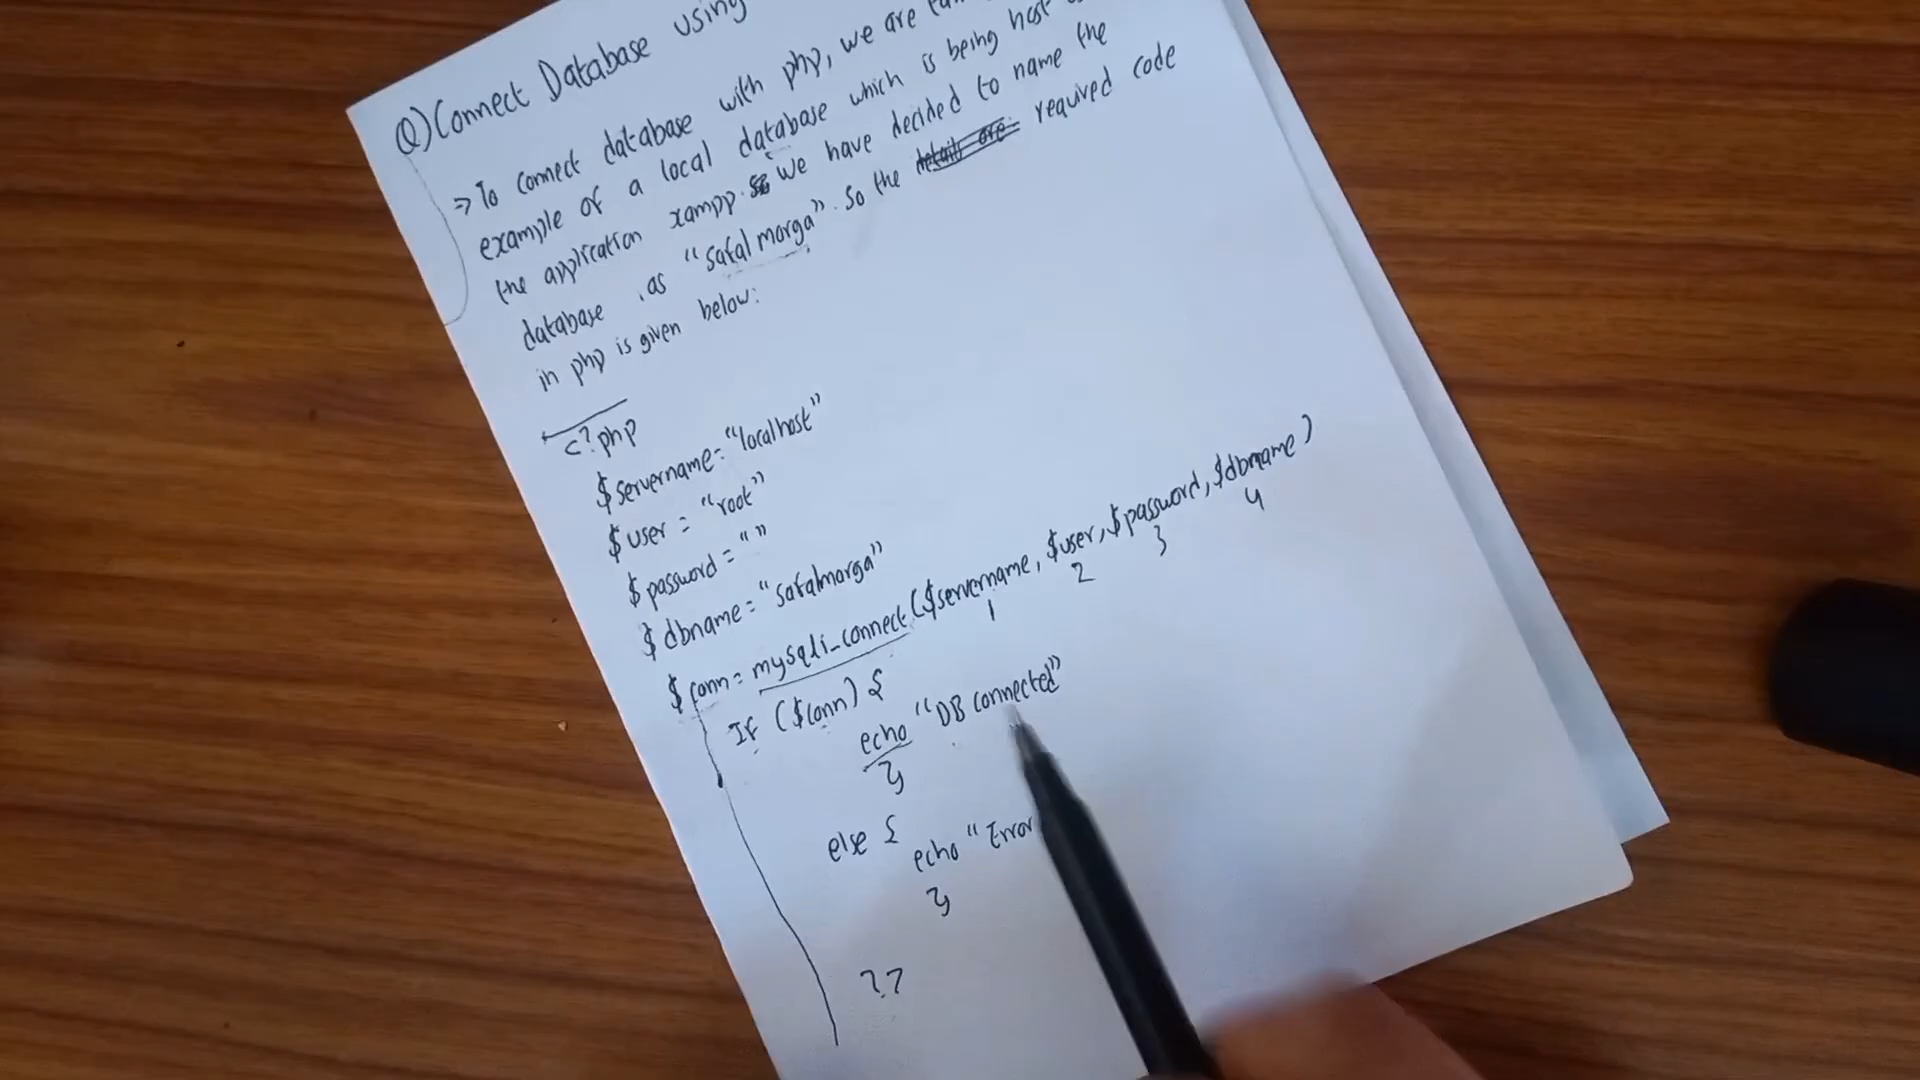 Q) Connect Database using
⇒ To connect database with php, we are
example of a local database which is being host
the application xampp. We have decided to name the
database as "Safal marga". So the details are required code
in php is given below:
<?php
$servername = "localhost"
$user = "root"
$password = " "
$dbname = "Safalmarga"
$conn = mysqli_connect($servername, $user, $password, $dbname)
1 2 3 4
If ($conn) {
echo "DB connected"
}
else {
echo "Error
}
?>